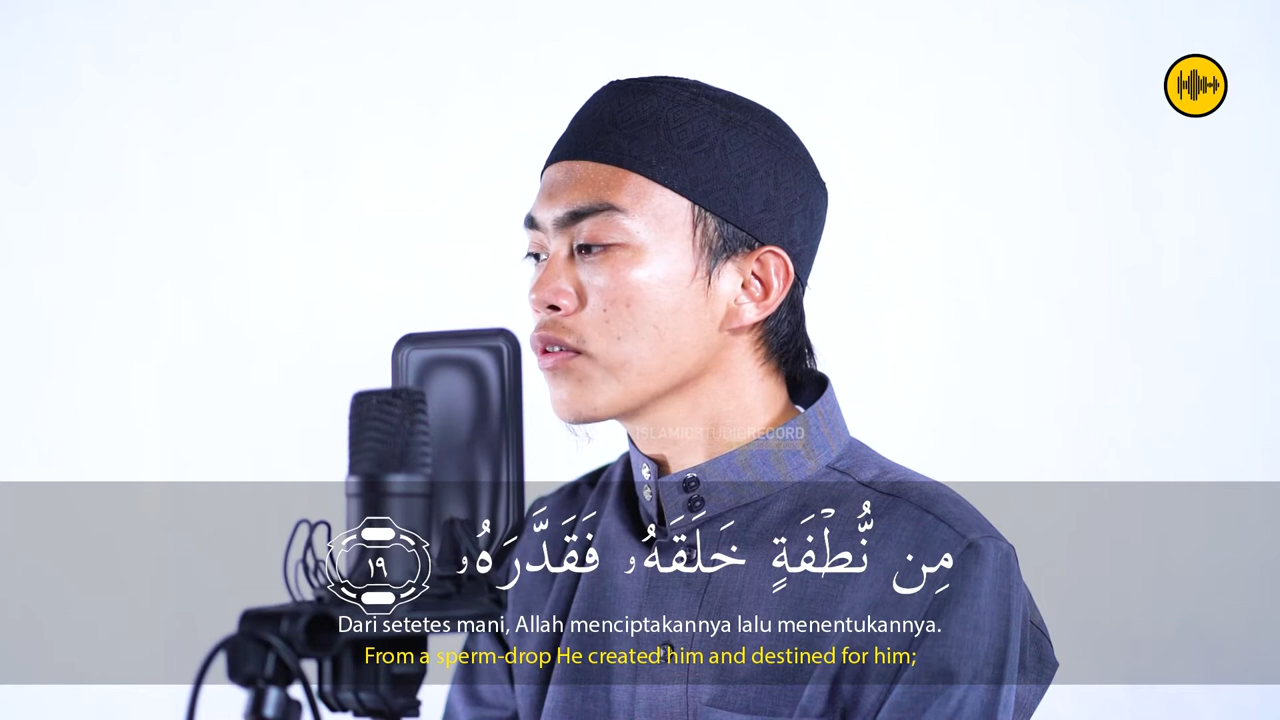 ISLAMICSTUDIORECORD
مِن نُّطْفَةٍ خَلَقَهُۥ فَقَدَّرَهُۥ ١٩
Dari setetes mani, Allah menciptakannya lalu menentukannya.
From a sperm-drop He created him and destined for him;